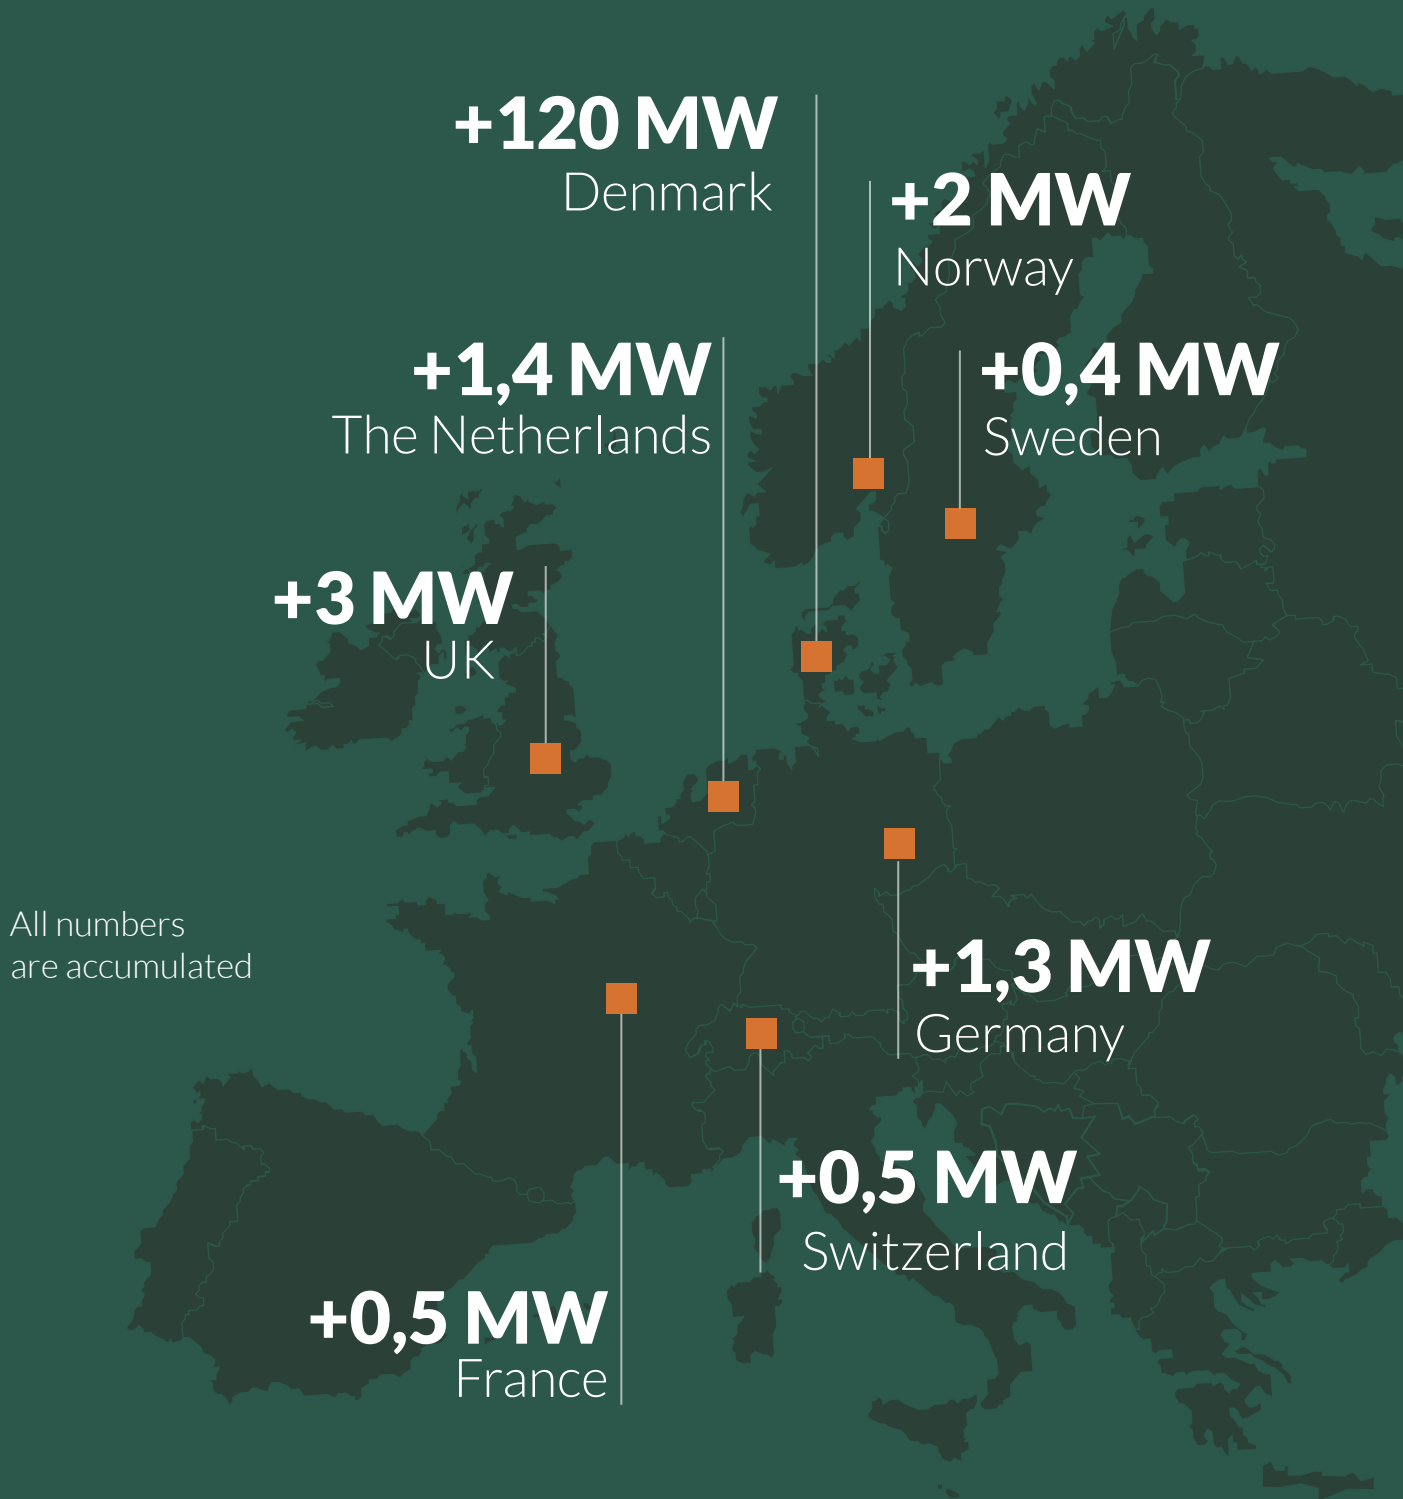 +120 MW
Denmark
+2 MW
Norway
+1,4 MW
The Netherlands
+0,4 MW
Sweden
+3 MW
UK
All numbers
are accumulated
+1,3 MW
Germany
+0,5 MW
Switzerland
+0,5 MW
France